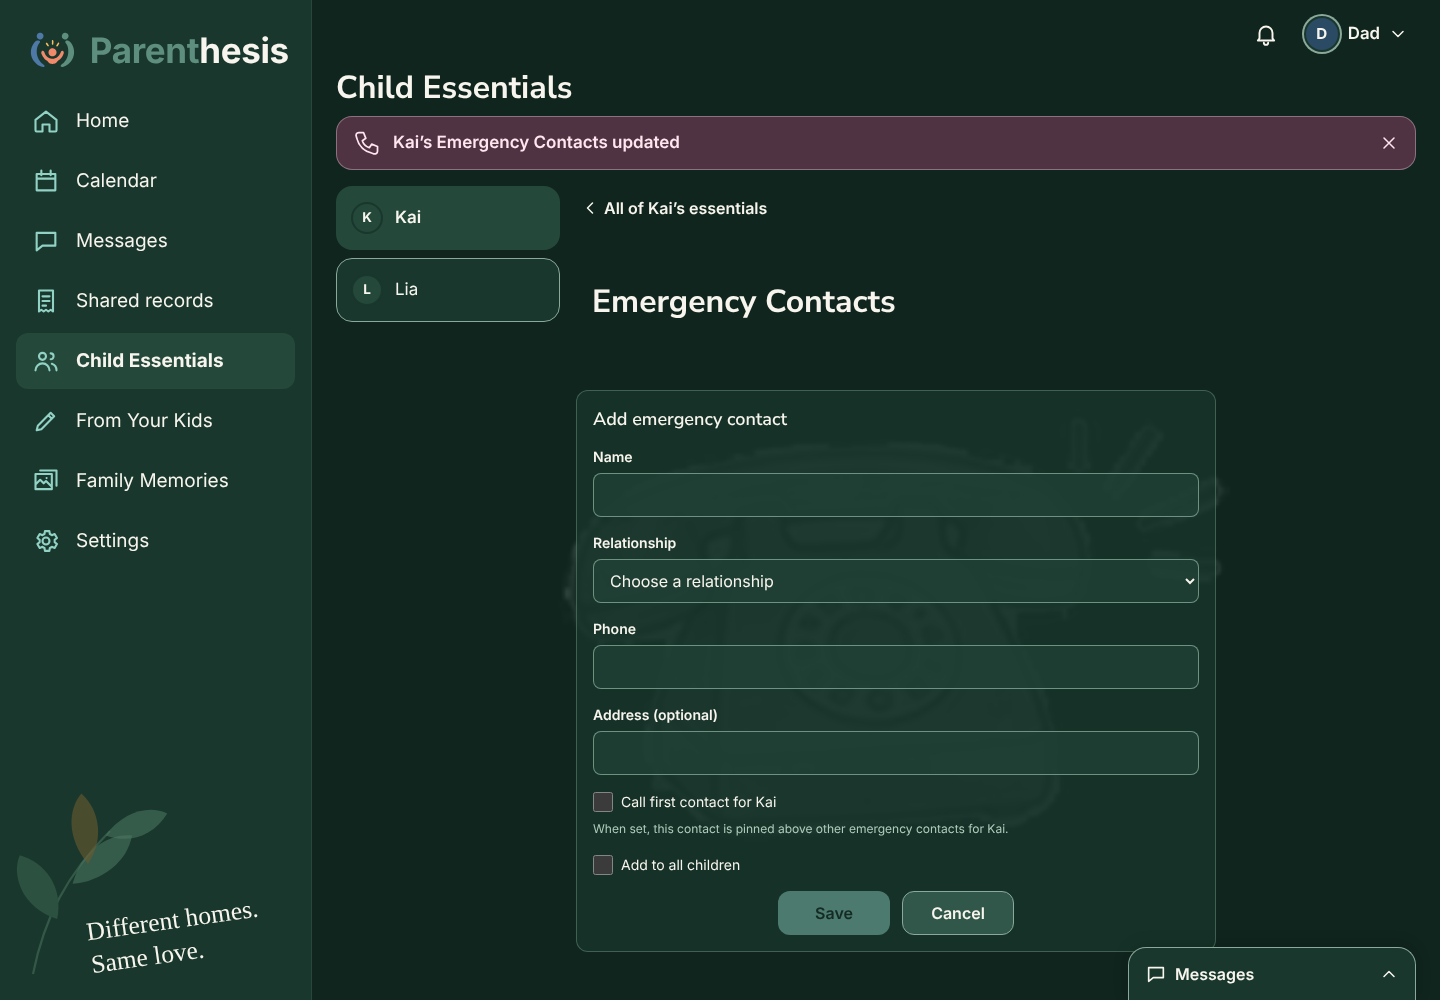 Parenthesis
Home
Calendar
Messages
Shared records
Child Essentials
From Your Kids
Family Memories
Settings
Different homes.
Same love.
D Dad
Child Essentials
Kai’s Emergency Contacts updated
K Kai
L Lia
All of Kai’s essentials
Emergency Contacts
Add emergency contact
Name
Relationship
Choose a relationship
Phone
Address (optional)
Call first contact for Kai
When set, this contact is pinned above other emergency contacts for Kai.
Add to all children
Save Cancel
Messages